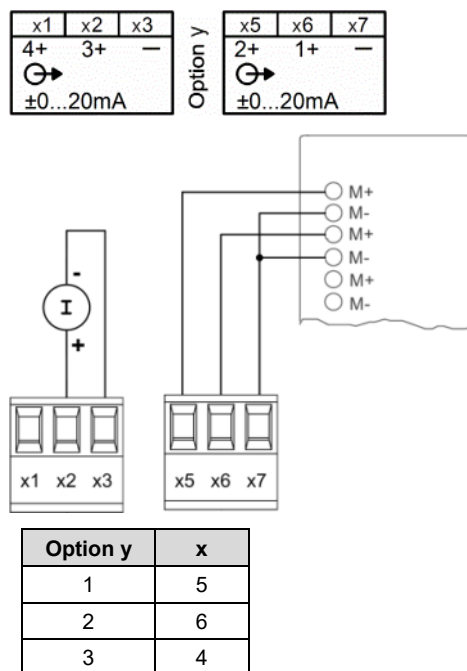 x1 x2 x3
4+ 3+ —
±0...20mA
Option y
x5 x6 x7
2+ 1+ —
±0...20mA
M+
M-
M+
M-
M+
M-
-
I
+
x1 x2 x3
x5 x6 x7
Option y x
1 5
2 6
3 4